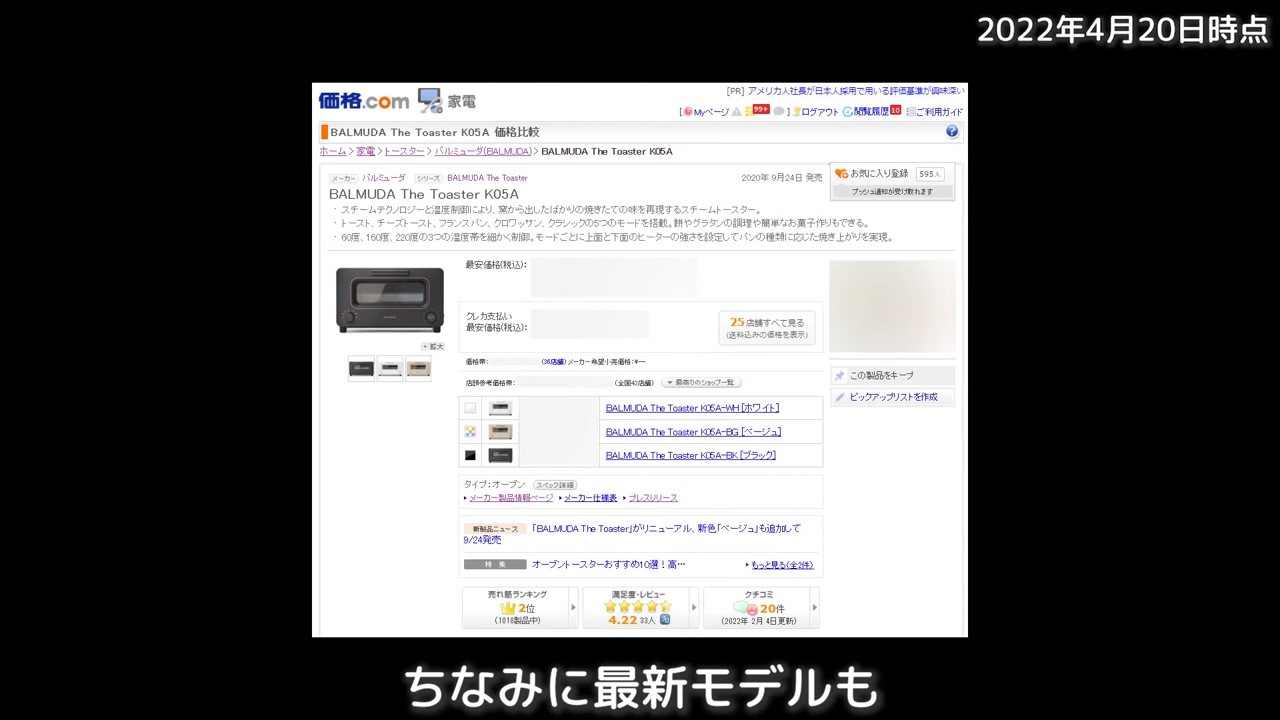 2022年4月20日時点
価格.com 家電
[PR] アメリカ人社長が日本人採用で用いる評価基準が興味深い
[ Myページ 99+ ] ログアウト 閲覧履歴 10 ご利用ガイド
BALMUDA The Toaster K05A 価格比較
ホーム > 家電 > トースター > バルミューダ(BALMUDA) > BALMUDA The Toaster K05A
メーカー バルミューダ シリーズ BALMUDA The Toaster
2020年 9月24日 発売
お気に入り登録 595人
プッシュ通知が受け取れます
BALMUDA The Toaster K05A
・ スチームテクノロジーと温度制御により、窯から出したばかりの焼きたての味を再現するスチームトースター。
・ トースト、チーズトースト、フランスパン、クロワッサン、クラシックの5つのモードを搭載。餅やグラタンの調理や簡単なお菓子作りもできる。
・ 60度、160度、220度の3つの温度帯を細かく制御。モードごとに上面と下面のヒーターの強さを設定してパンの種類に応じた焼き上がりを実現。
最安価格(税込):
クレカ支払い
最安価格(税込):
25店舗すべて見る
(送料込みの価格を表示)
+拡大
価格帯: (36店舗) メーカー希望小売価格:¥―
店頭参考価格帯: (全国43店舗) 最寄りのショップ一覧
この製品をキープ
ピックアップリストを作成
BALMUDA The Toaster K05A-WH [ホワイト]
BALMUDA The Toaster K05A-BG [ベージュ]
BALMUDA The Toaster K05A-BK [ブラック]
タイプ:オーブン スペック詳細
メーカー製品情報ページ メーカー仕様表 プレスリリース
新製品ニュース 「BALMUDA The Toaster」がリニューアル、新色「ベージュ」も追加して
9/24発売
特 集 オーブントースターおすすめ10選！高… もっと見る(全2件)
売れ筋ランキング
2位
(1018製品中)
満足度・レビュー
4.22 33人
クチコミ
20件
(2022年 2月 4日更新)
ちなみに最新モデルも